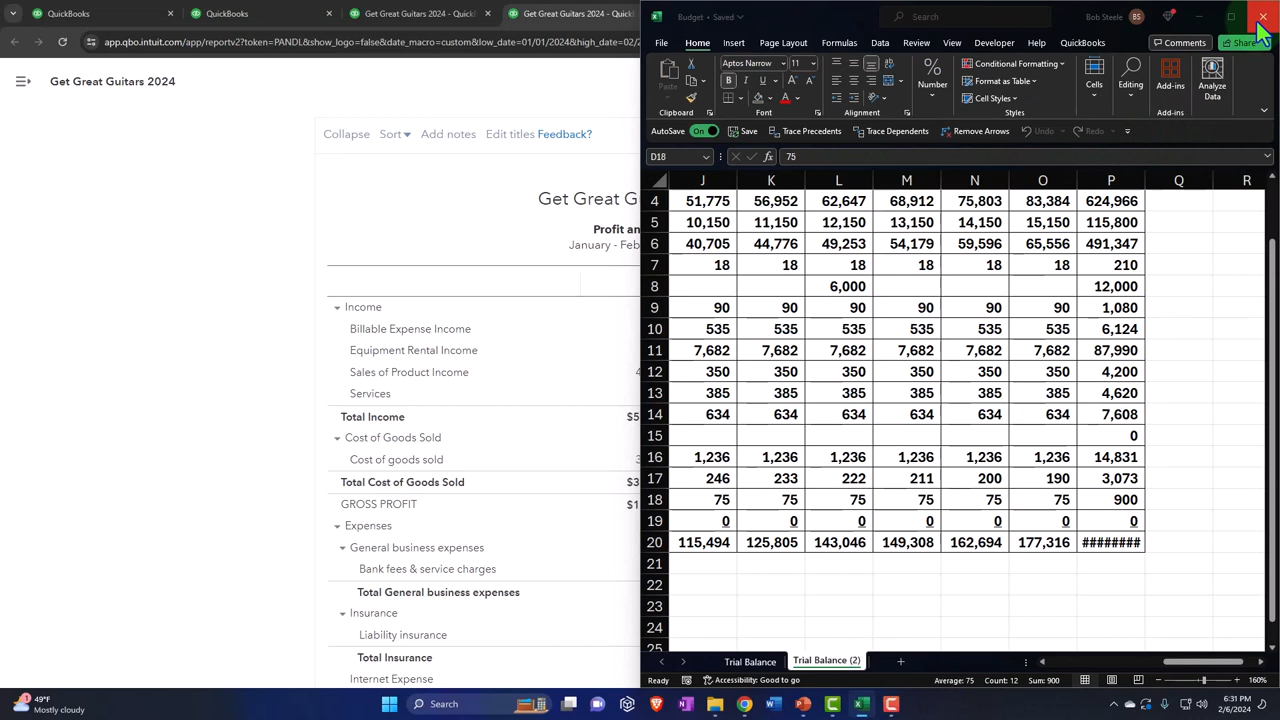 QuickBooks
QuickBooks
Get Great Guitars 2024 - Quick
Get Great Guitars 2024 - Q
app.qbo.intuit.com/app/reportv2?token=PANDL&show_logo=false&date_macro=custom&low_date=01/01/2024&high_date=02/
Get Great Guitars 2024
Collapse Sort Add notes Edit titles Feedback?
Get Great G
Profit an
January - Feb
Income
Billable Expense Income
Equipment Rental Income
Sales of Product Income 4
Services
Total Income $5
Cost of Goods Sold
Cost of goods sold 3
Total Cost of Goods Sold $3
GROSS PROFIT $1
Expenses
General business expenses
Bank fees & service charges
Total General business expenses
Insurance
Liability insurance
Total Insurance
Internet Expense
Budget • Saved
Search
Bob Steele BS
File Home Insert Page Layout Formulas Data Review View Developer Help QuickBooks Comments Share
Paste
Aptos Narrow 11
B I U
Number
Conditional Formatting
Format as Table
Cell Styles
Cells
Editing
Add-ins
Analyze Data
Clipboard Font Alignment Styles Add-ins
AutoSave On Save Trace Precedents Trace Dependents Remove Arrows Undo Redo
D18 fx 75
J K L M N O P Q R
4 51,775 56,952 62,647 68,912 75,803 83,384 624,966
5 10,150 11,150 12,150 13,150 14,150 15,150 115,800
6 40,705 44,776 49,253 54,179 59,596 65,556 491,347
7 18 18 18 18 18 18 210
8 6,000 12,000
9 90 90 90 90 90 90 1,080
10 535 535 535 535 535 535 6,124
11 7,682 7,682 7,682 7,682 7,682 7,682 87,990
12 350 350 350 350 350 350 4,200
13 385 385 385 385 385 385 4,620
14 634 634 634 634 634 634 7,608
15 0
16 1,236 1,236 1,236 1,236 1,236 1,236 14,831
17 246 233 222 211 200 190 3,073
18 75 75 75 75 75 75 900
19 0 0 0 0 0 0 0
20 115,494 125,805 143,046 149,308 162,694 177,316 ########
21
22
23
24
25
Trial Balance Trial Balance (2)
Ready Accessibility: Good to go Average: 75 Count: 12 Sum: 900 160%
49°F
Mostly cloudy
Search
6:31 PM
2/6/2024